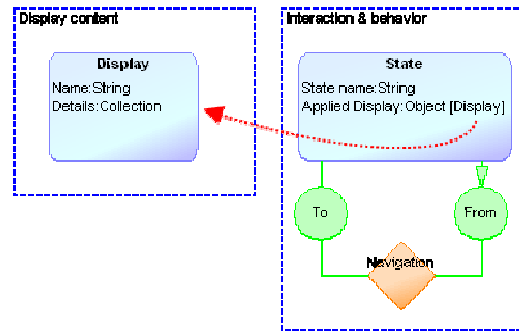 Display content
Display
Name:String
Details:Collection
Interaction & behavior
State
State name:String
Applied Display:Object [Display]
To
From
Navigation